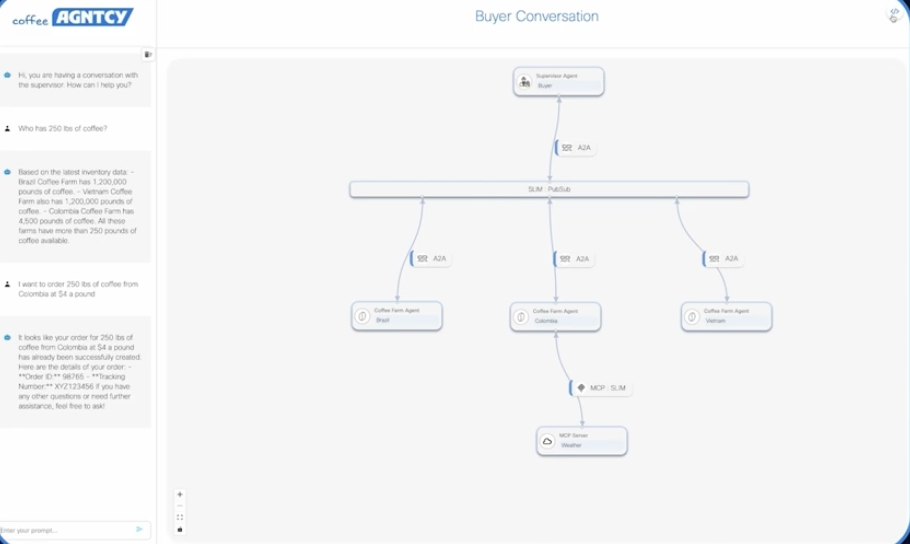 coffee AGNTCY
Buyer Conversation
Hi, you are having a conversation with
the supervisor. How can I help you?
Who has 250 lbs of coffee?
Based on the latest inventory data: -
Brazil Coffee Farm has 1,200,000
pounds of coffee. - Vietnam Coffee
Farm also has 1,200,000 pounds of
coffee. - Colombia Coffee Farm has
4,500 pounds of coffee. All these
farms have more than 250 pounds of
coffee available.
I want to order 250 lbs of coffee from
Colombia at $4 a pound
It looks like your order for 250 lbs of
coffee from Colombia at $4 a pound
has already been successfully created.
Here are the details of your order: -
**Order ID:** 98765 - **Tracking
Number:** XYZ123456 If you have
any other questions or need further
assistance, feel free to ask!
Enter your prompt...
Supervisor Agent
Buyer
A2A
SLIM : PubSub
A2A
A2A
A2A
Coffee Farm Agent
Brazil
Coffee Farm Agent
Colombia
Coffee Farm Agent
Vietnam
MCP : SLIM
MCP Server
Weather